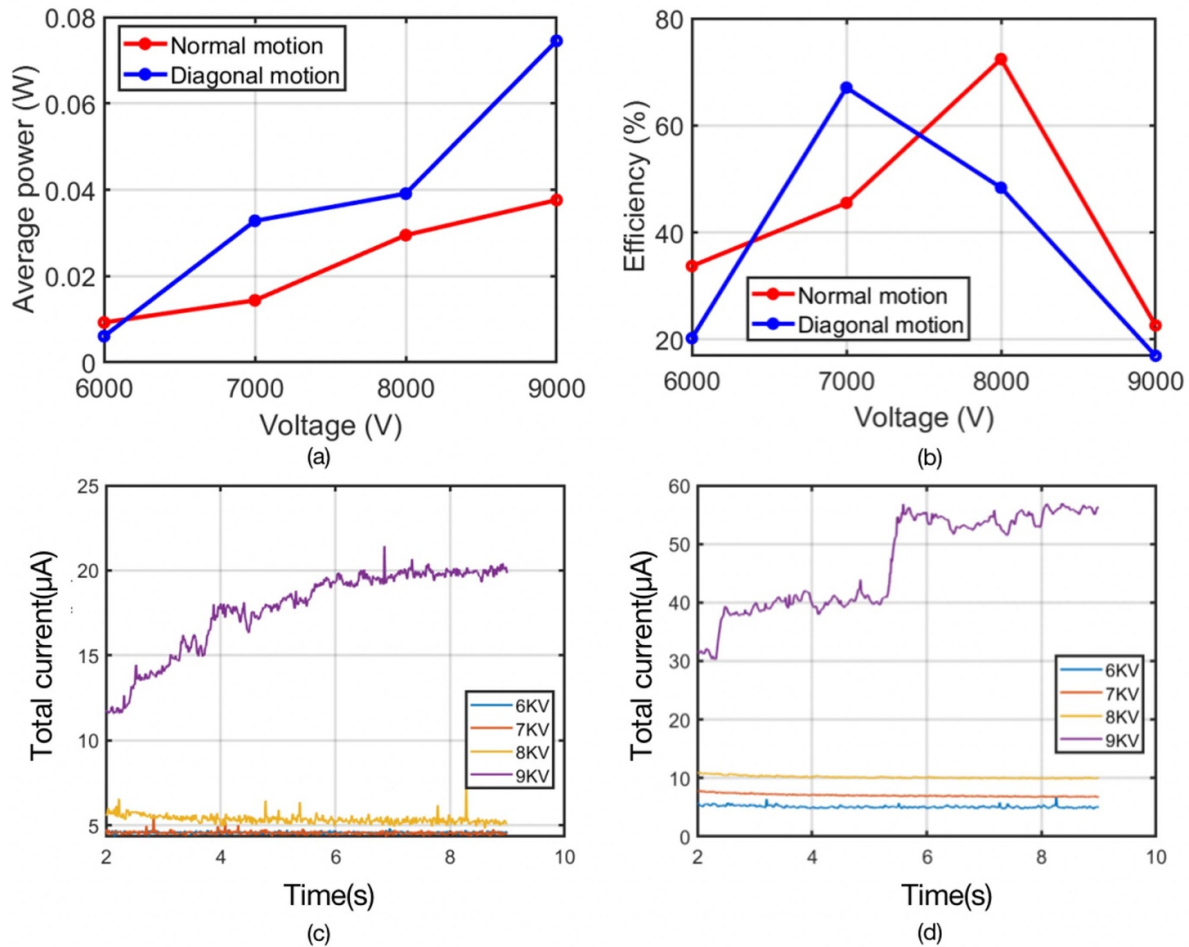 0.08
0.06
0.04
0.02
0
Average power (W)
Normal motion
Diagonal motion
6000 7000 8000 9000
Voltage (V)
(a)
80
60
40
20
Efficiency (%)
Normal motion
Diagonal motion
6000 7000 8000 9000
Voltage (V)
(b)
25
20
15
10
5
Total current(μA)
6KV
7KV
8KV
9KV
2 4 6 8 10
Time(s)
(c)
60
50
40
30
20
10
0
Total current(μA)
6KV
7KV
8KV
9KV
2 4 6 8 10
Time(s)
(d)